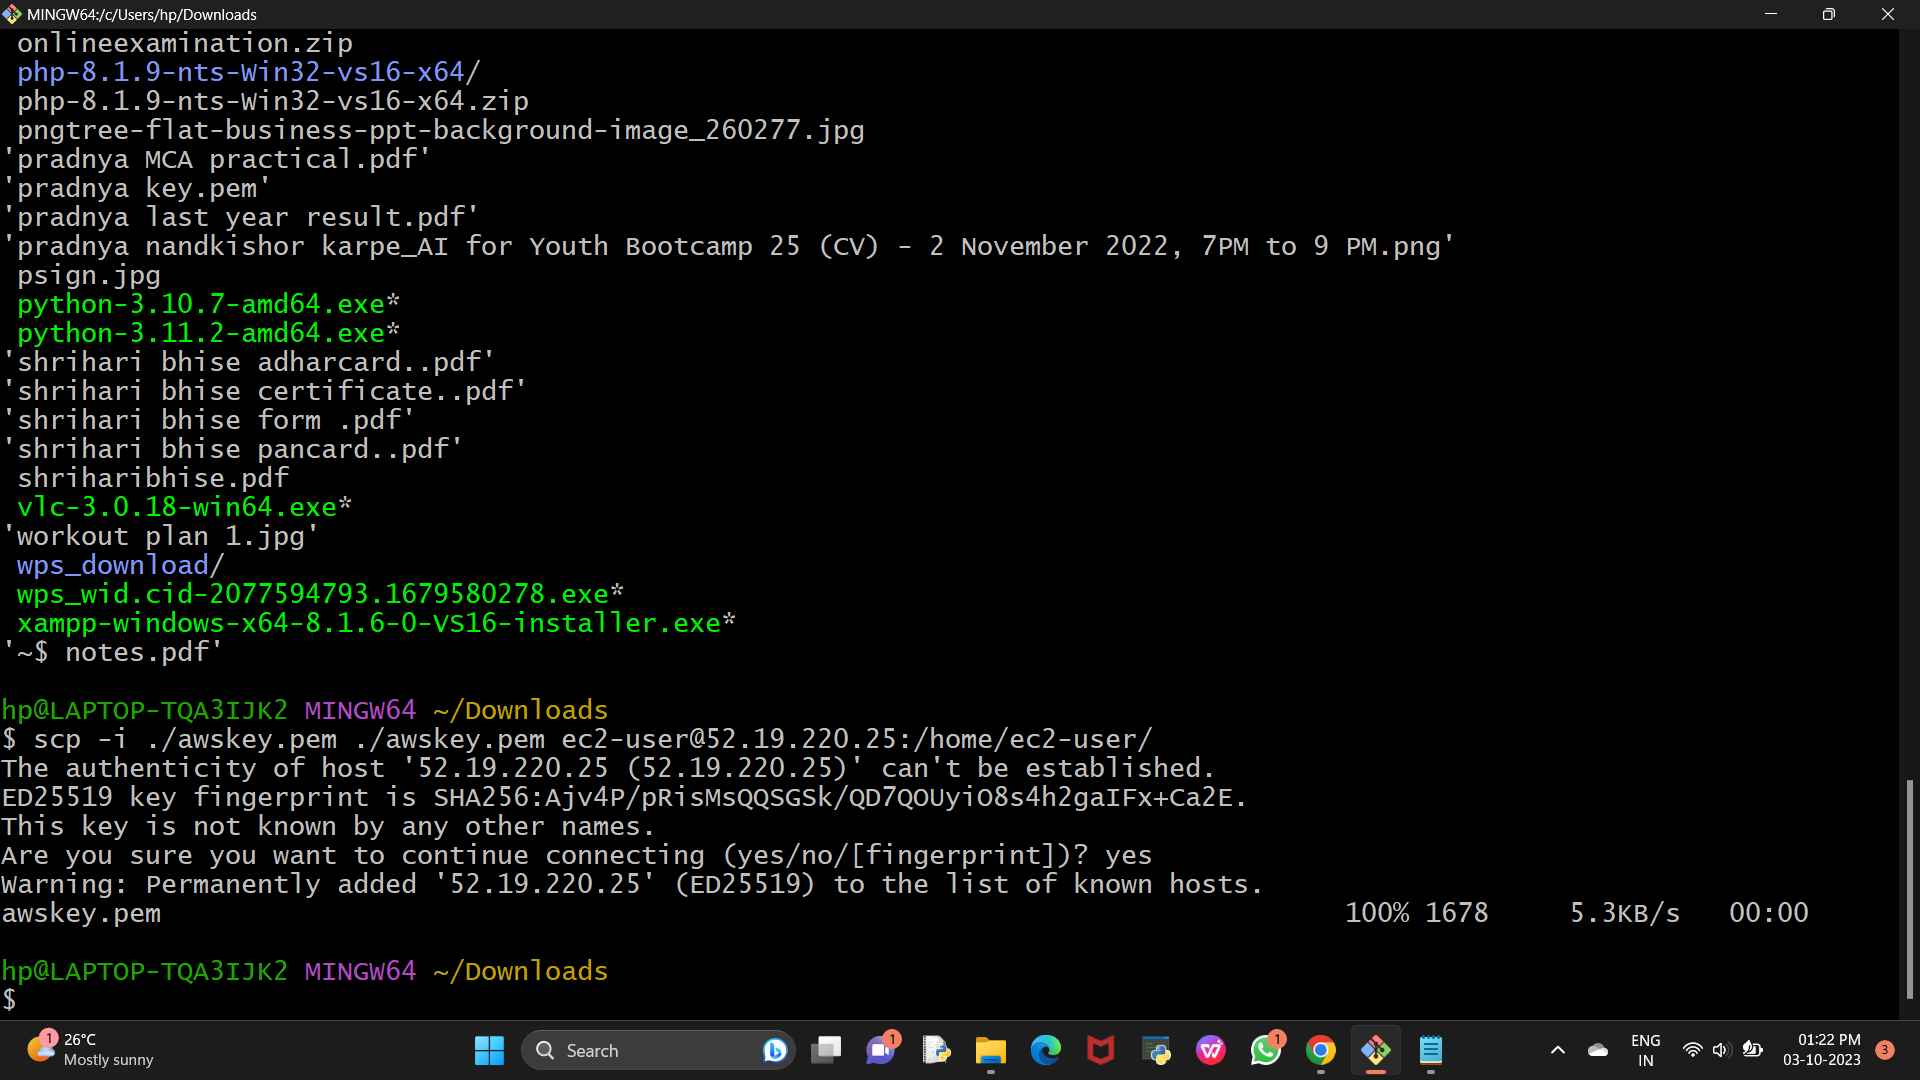 MINGW64:/c/Users/hp/Downloads
onlineexamination.zip
php-8.1.9-nts-Win32-vs16-x64/
php-8.1.9-nts-Win32-vs16-x64.zip
pngtree-flat-business-ppt-background-image_260277.jpg
'pradnya MCA practical.pdf'
'pradnya key.pem'
'pradnya last year result.pdf'
'pradnya nandkishor karpe_AI for Youth Bootcamp 25 (CV) - 2 November 2022, 7PM to 9 PM.png'
psign.jpg
python-3.10.7-amd64.exe*
python-3.11.2-amd64.exe*
'shrihari bhise adharcard..pdf'
'shrihari bhise certificate..pdf'
'shrihari bhise form .pdf'
'shrihari bhise pancard..pdf'
shriharibhise.pdf
vlc-3.0.18-win64.exe*
'workout plan 1.jpg'
wps_download/
wps_wid.cid-2077594793.1679580278.exe*
xampp-windows-x64-8.1.6-0-VS16-installer.exe*
'~$ notes.pdf'
hp@LAPTOP-TQA3IJK2 MINGW64 ~/Downloads
$ scp -i ./awskey.pem ./awskey.pem ec2-user@52.19.220.25:/home/ec2-user/
The authenticity of host '52.19.220.25 (52.19.220.25)' can't be established.
ED25519 key fingerprint is SHA256:Ajv4P/pRisMsQQSGSk/QD7QOUyiO8s4h2gaIFx+Ca2E.
This key is not known by any other names.
Are you sure you want to continue connecting (yes/no/[fingerprint])? yes
Warning: Permanently added '52.19.220.25' (ED25519) to the list of known hosts.
awskey.pem 100% 1678 5.3KB/s 00:00
hp@LAPTOP-TQA3IJK2 MINGW64 ~/Downloads
$
1 26°C
Mostly sunny
Search
1
1
ENG
IN
01:22 PM
03-10-2023
3